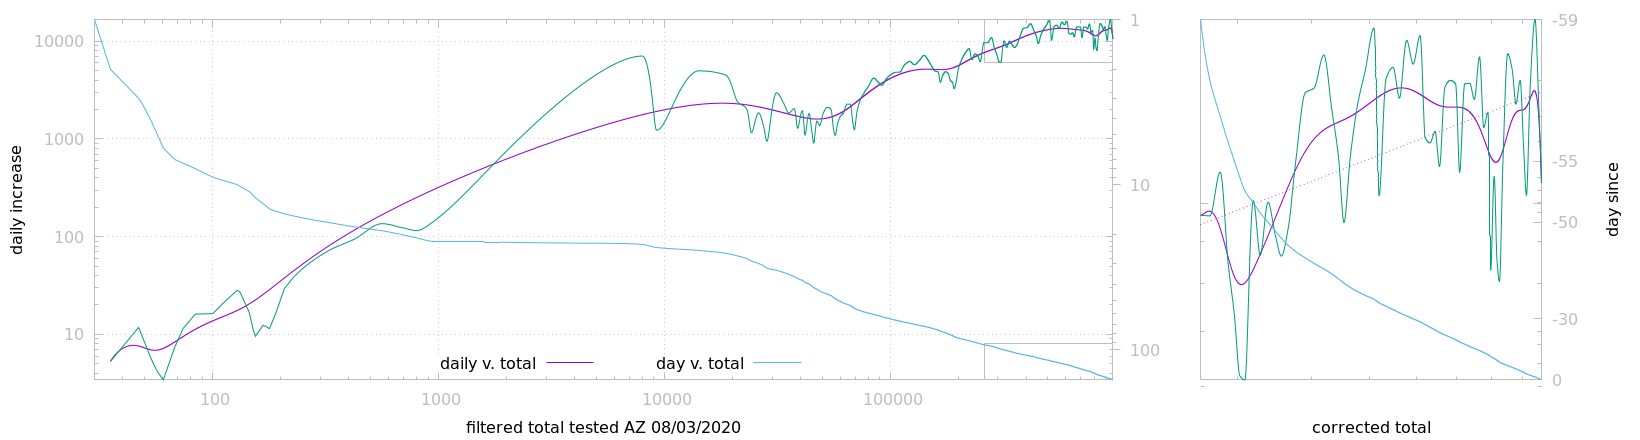 10000
1000
100
10
daily increase
100
1000
10000
100000
filtered total tested AZ 08/03/2020
daily v. total
day v. total
1
10
100
-59
-55
-50
-30
0
day since
corrected total